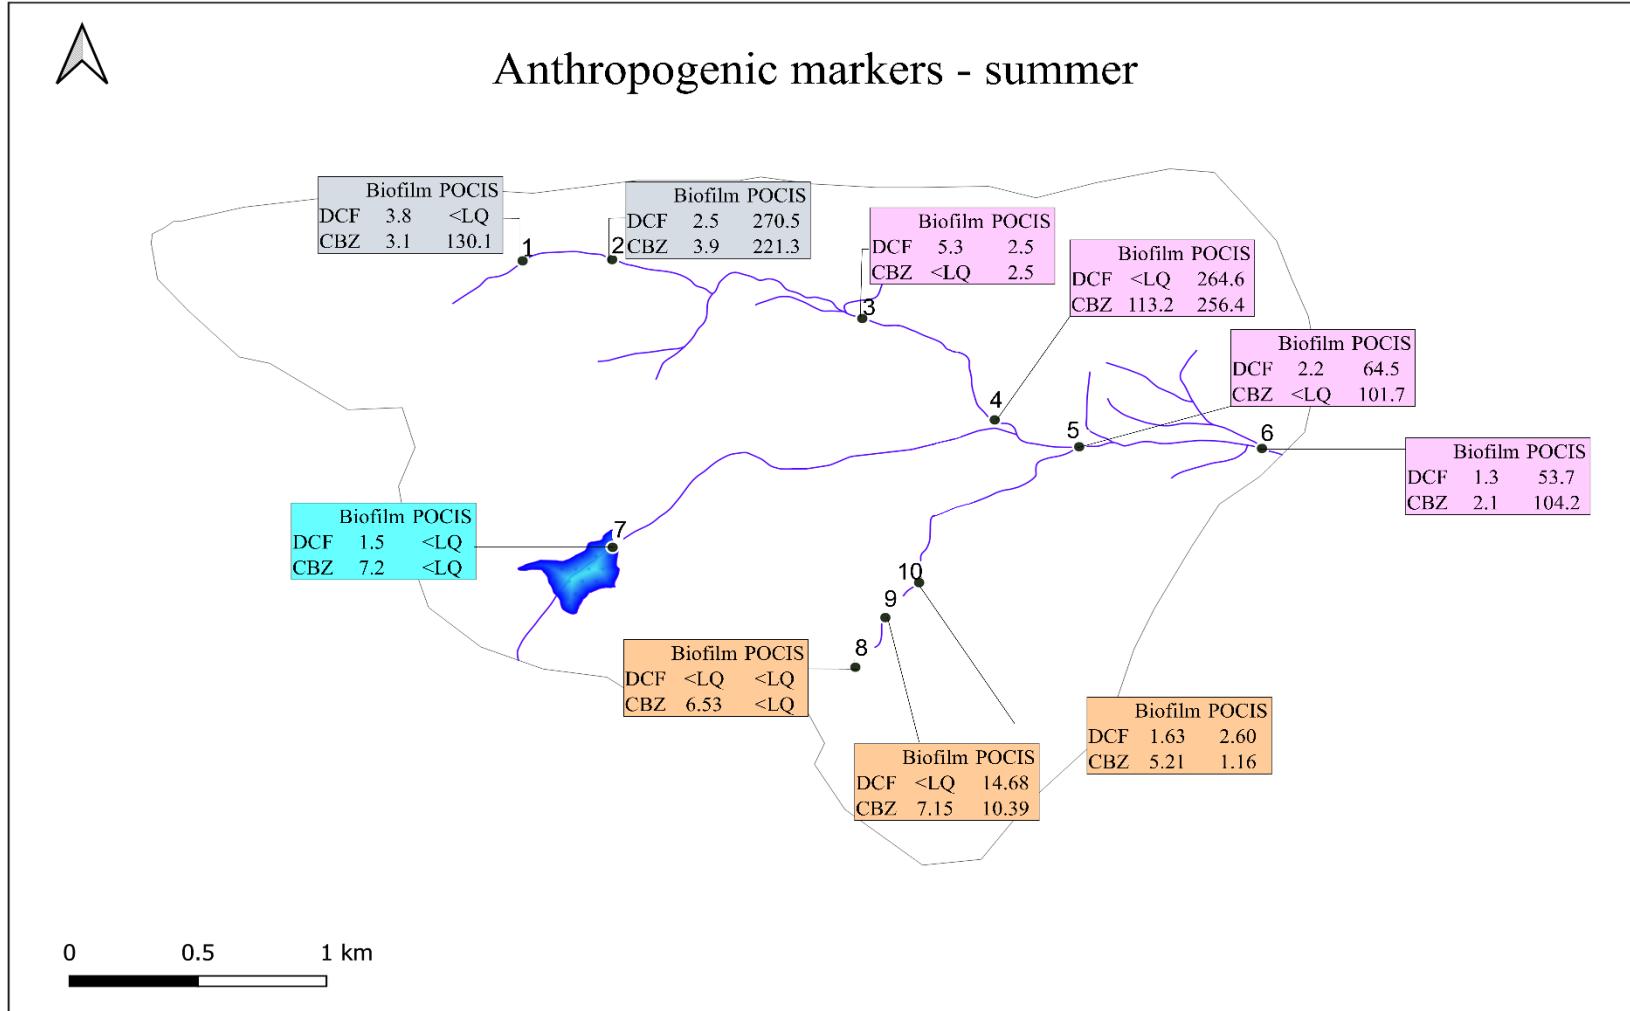 Anthropogenic markers - summer
Biofilm POCIS
DCF 3.8 <LQ
CBZ 3.1 130.1
Biofilm POCIS
DCF 2.5 270.5
CBZ 3.9 221.3
Biofilm POCIS
DCF 5.3 2.5
CBZ <LQ 2.5
Biofilm POCIS
DCF <LQ 264.6
CBZ 113.2 256.4
1
2
3
Biofilm POCIS
DCF 2.2 64.5
CBZ <LQ 101.7
4
5
6
Biofilm POCIS
DCF 1.3 53.7
CBZ 2.1 104.2
Biofilm POCIS
DCF 1.5 <LQ
CBZ 7.2 <LQ
7
10
9
8
Biofilm POCIS
DCF <LQ <LQ
CBZ 6.53 <LQ
Biofilm POCIS
DCF 1.63 2.60
CBZ 5.21 1.16
Biofilm POCIS
DCF <LQ 14.68
CBZ 7.15 10.39
0 0.5 1 km